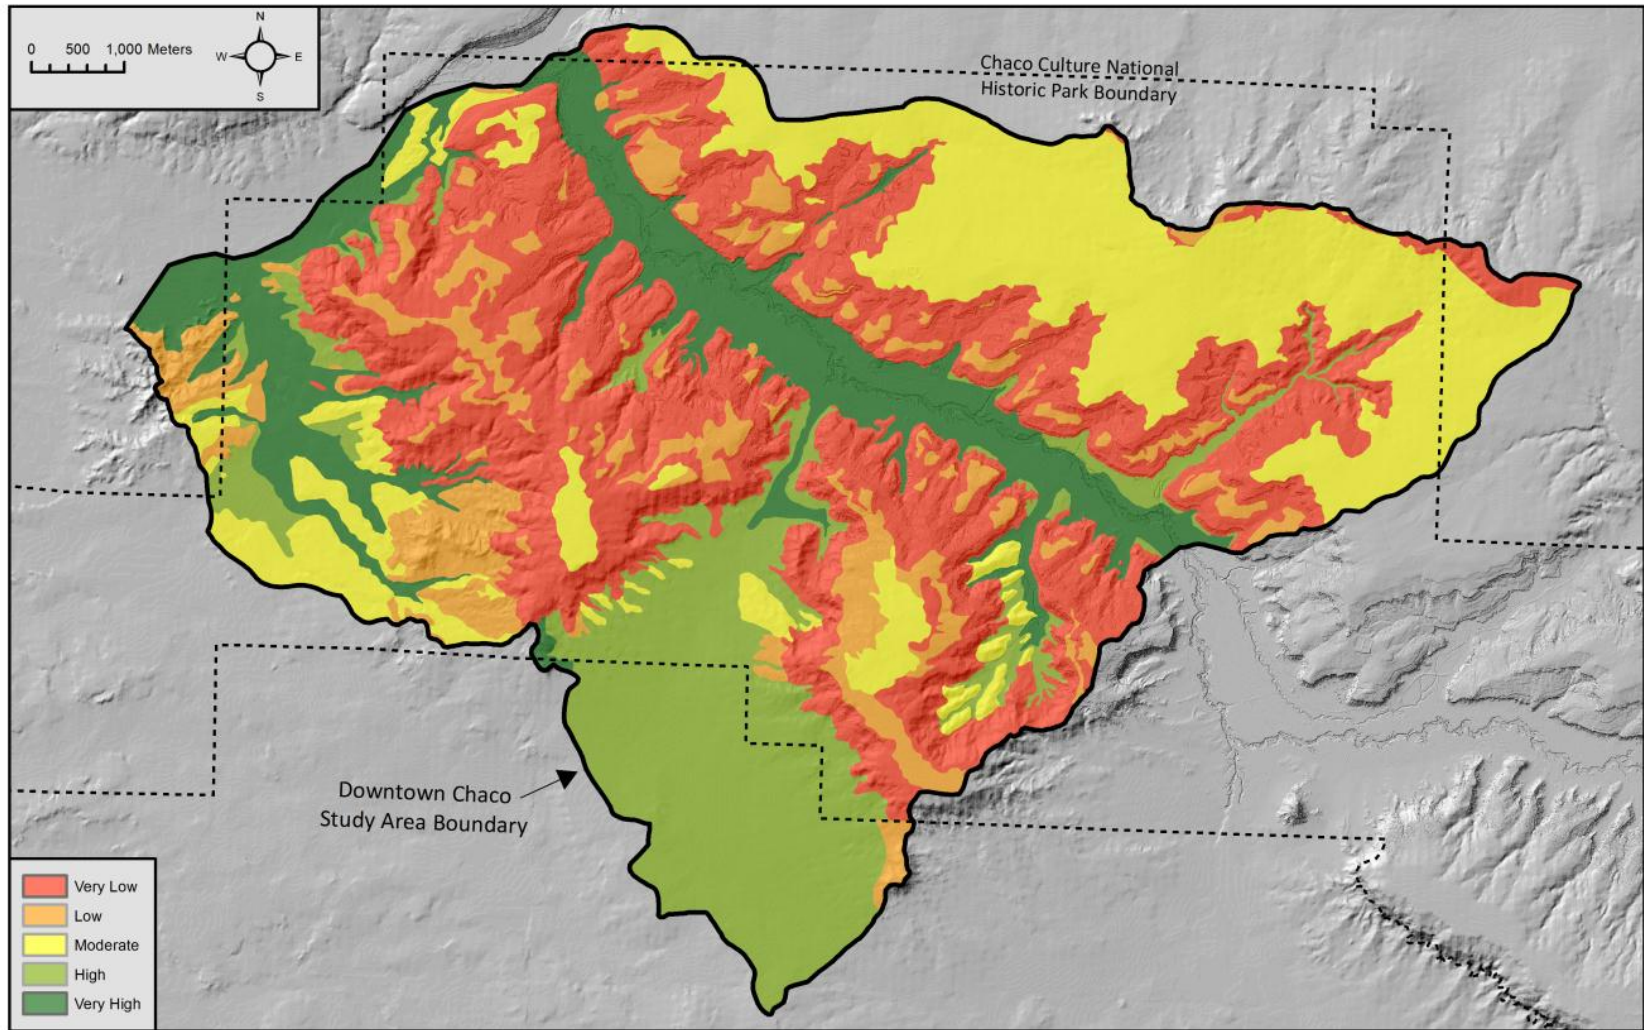 N
0 500 1,000 Meters
W E
S
Chaco Culture National
Historic Park Boundary
Downtown Chaco
Study Area Boundary
Very Low
Low
Moderate
High
Very High